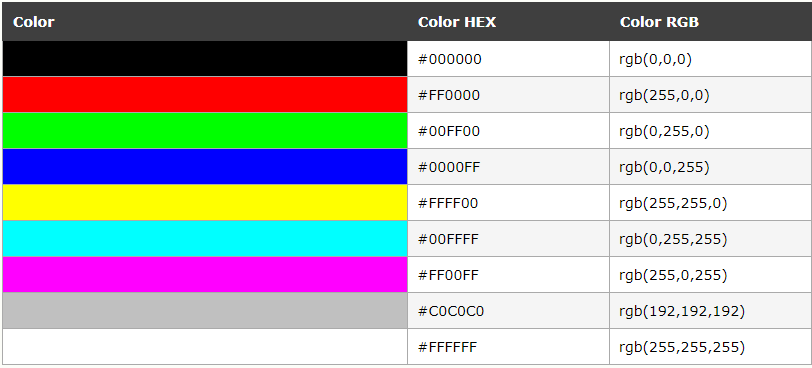 Color Color HEX Color RGB
#000000 rgb(0,0,0)
#FF0000 rgb(255,0,0)
#00FF00 rgb(0,255,0)
#0000FF rgb(0,0,255)
#FFFF00 rgb(255,255,0)
#00FFFF rgb(0,255,255)
#FF00FF rgb(255,0,255)
#C0C0C0 rgb(192,192,192)
#FFFFFF rgb(255,255,255)